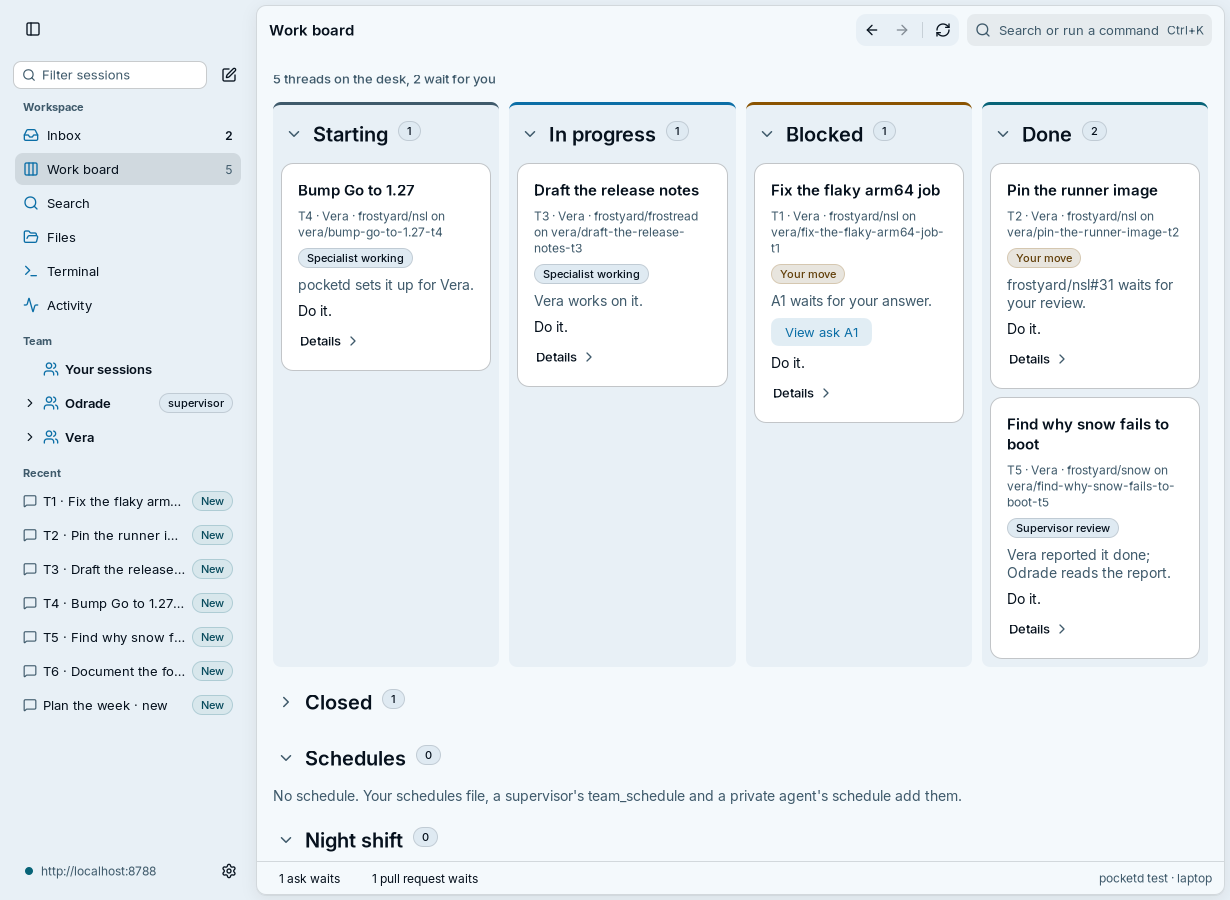 Work board
Search or run a command Ctrl+K
Filter sessions
Workspace
Inbox 2
Work board 5
Search
Files
Terminal
Activity
Team
Your sessions
Odrade supervisor
Vera
Recent
T1 · Fix the flaky arm... New
T2 · Pin the runner i... New
T3 · Draft the release... New
T4 · Bump Go to 1.27... New
T5 · Find why snow f... New
T6 · Document the fo... New
Plan the week · new New
http://localhost:8788
5 threads on the desk, 2 wait for you
Starting 1
Bump Go to 1.27
T4 · Vera · frostyard/nsl on
vera/bump-go-to-1.27-t4
Specialist working
pocketd sets it up for Vera.
Do it.
Details
In progress 1
Draft the release notes
T3 · Vera · frostyard/frostread
on vera/draft-the-release-
notes-t3
Specialist working
Vera works on it.
Do it.
Details
Blocked 1
Fix the flaky arm64 job
T1 · Vera · frostyard/nsl on
vera/fix-the-flaky-arm64-job-
t1
Your move
A1 waits for your answer.
View ask A1
Do it.
Details
Done 2
Pin the runner image
T2 · Vera · frostyard/nsl on
vera/pin-the-runner-image-t2
Your move
frostyard/nsl#31 waits for
your review.
Do it.
Details
Find why snow fails to
boot
T5 · Vera · frostyard/snow on
vera/find-why-snow-fails-to-
boot-t5
Supervisor review
Vera reported it done;
Odrade reads the report.
Do it.
Details
Closed 1
Schedules 0
No schedule. Your schedules file, a supervisor's team_schedule and a private agent's schedule add them.
Night shift 0
1 ask waits
1 pull request waits
pocketd test · laptop